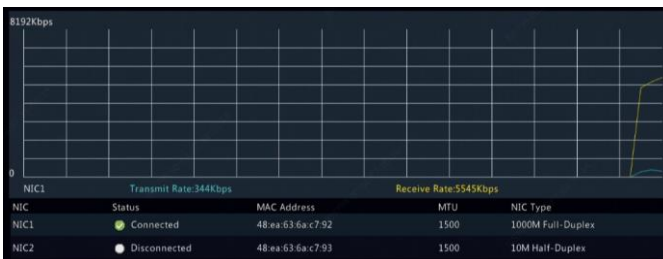 8192Kbps
0
NIC1 Transmit Rate:344Kbps Receive Rate:5545Kbps
NIC Status MAC Address MTU NIC Type
NIC1 Connected 48:ea:63:6a:c7:92 1500 1000M Full-Duplex
NIC2 Disconnected 48:ea:63:6a:c7:93 1500 10M Half-Duplex